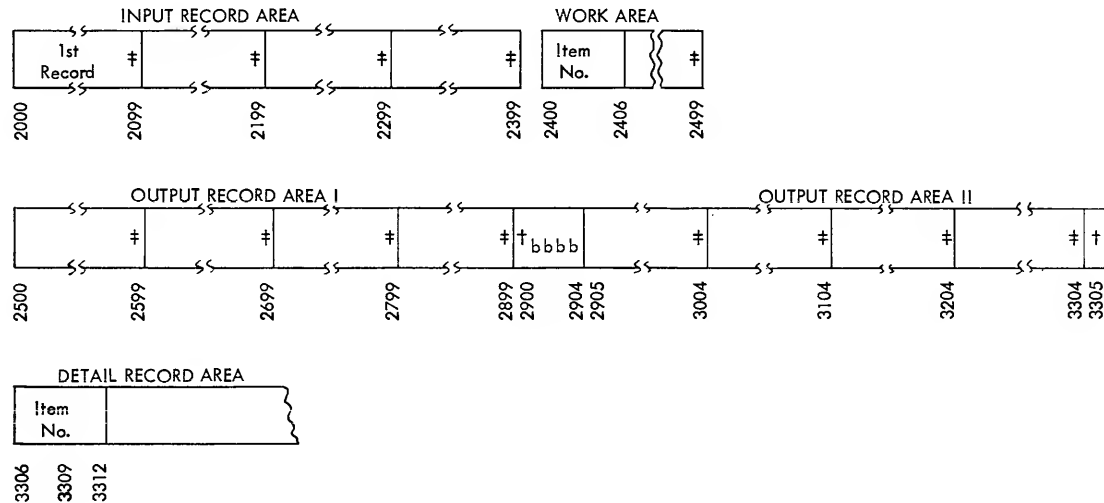 INPUT RECORD AREA WORK AREA
1st Record ‡ ‡ ‡ ‡ Item No. ‡
2000 2099 2199 2299 2399 2400 2406 2499
OUTPUT RECORD AREA I OUTPUT RECORD AREA II
‡ ‡ ‡ ‡ † b b b b ‡ ‡ ‡ ‡ †
2500 2599 2699 2799 2899 2900 2904 2905 3004 3104 3204 3304 3305
DETAIL RECORD AREA
Item No.
3306 3309 3312